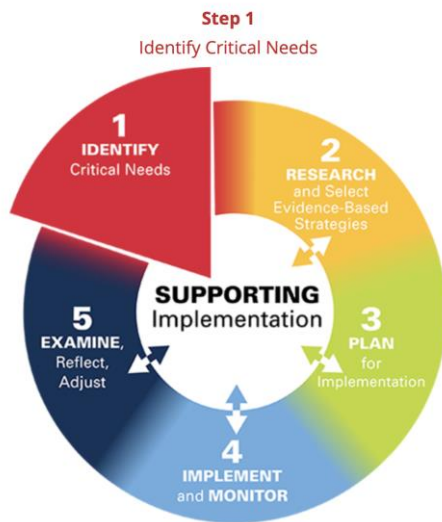 Step 1
Identify Critical Needs
1
IDENTIFY
Critical Needs
2
RESEARCH
and Select
Evidence-Based
Strategies
3
PLAN
for
Implementation
4
IMPLEMENT
and MONITOR
5
EXAMINE,
Reflect,
Adjust
SUPPORTING
Implementation